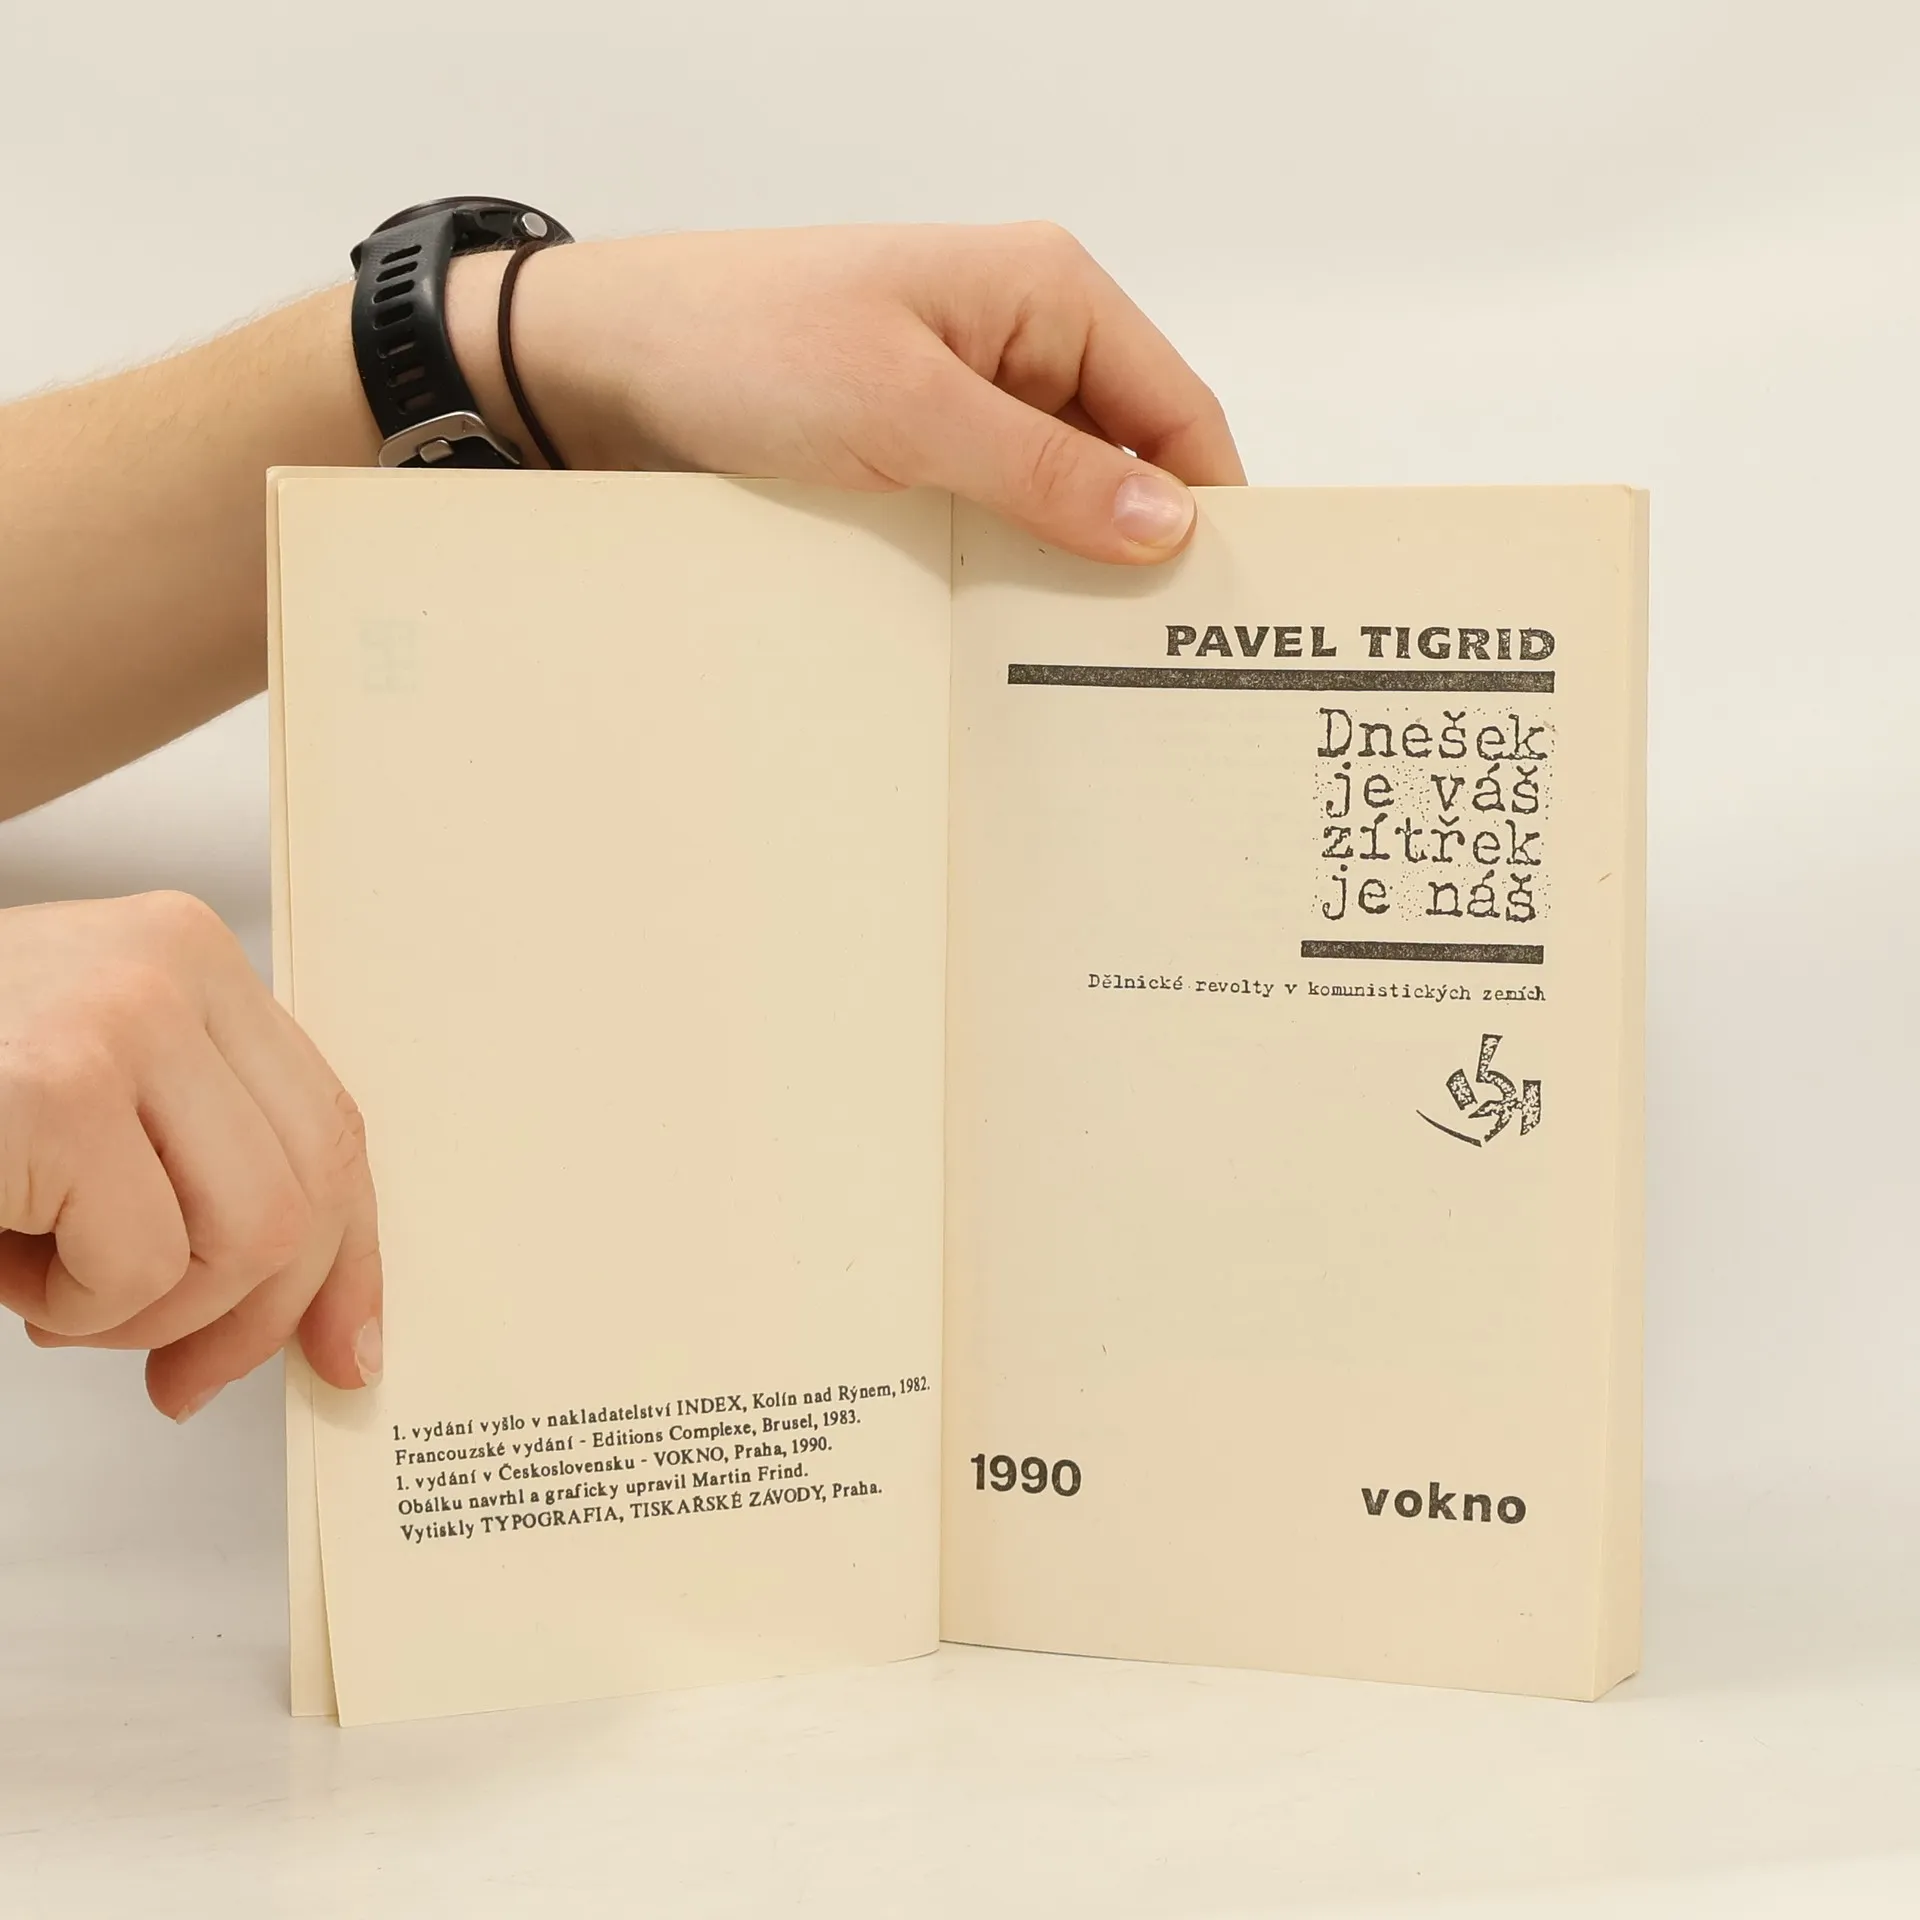 1. vydání vyšlo v nakladatelství INDEX, Kolín nad Rýnem, 1982.
Francouzské vydání - Editions Complexe, Brusel, 1983.
1. vydání v Československu - VOKNO, Praha, 1990.
Obálku navrhl a graficky upravil Martin Frind.
Vytiskly TYPOGRAFIA, TISKAŘSKÉ ZÁVODY, Praha.
PAVEL TIGRID
Dnešek
je váš
zítřek
je náš
Dělnické revolty v komunistických zemích
1990
vokno